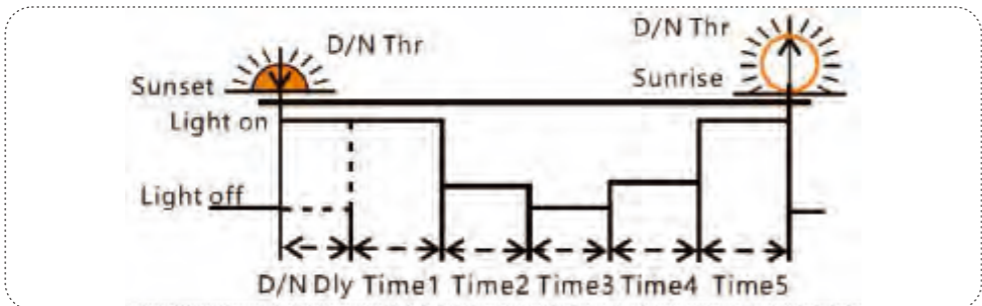 D/N Thr
D/N Thr
Sunset
Sunrise
Light on
Light off
D/N Dly Time1 Time2 Time3 Time4 Time5